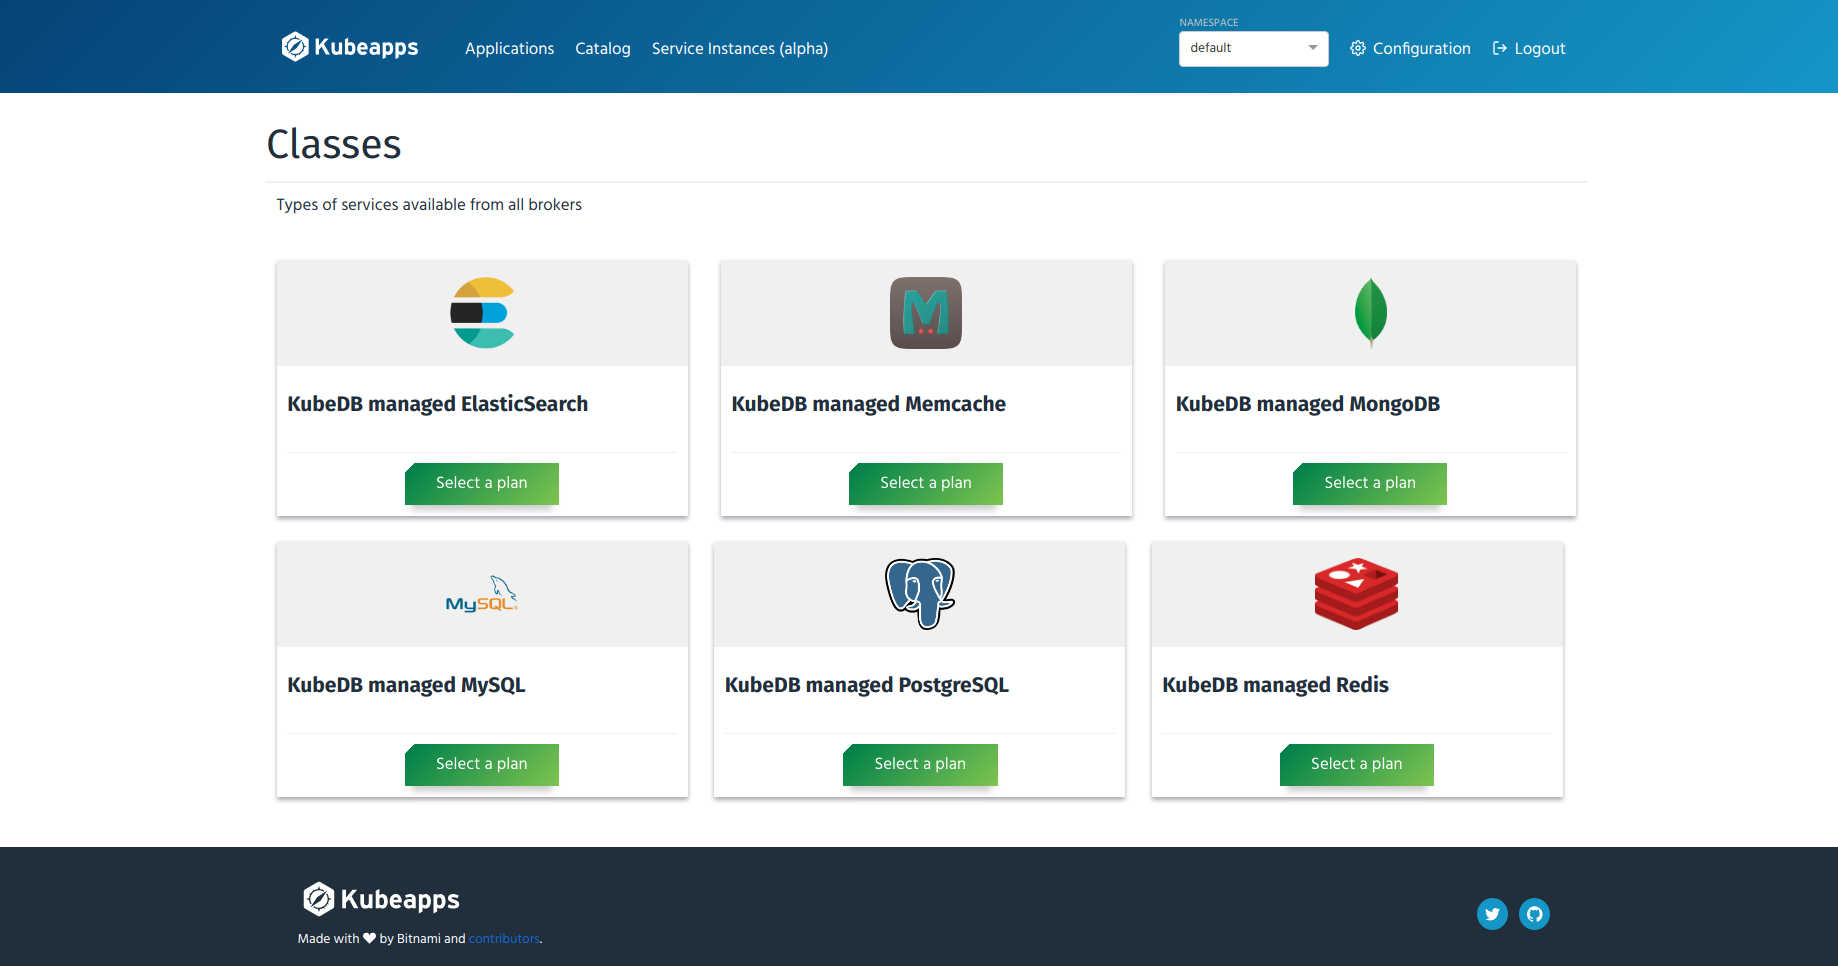 NAMESPACE
Kubeapps Applications Catalog Service Instances (alpha) default Configuration Logout
Classes
Types of services available from all brokers
KubeDB managed ElasticSearch
Select a plan
KubeDB managed Memcache
Select a plan
KubeDB managed MongoDB
Select a plan
MySQL
KubeDB managed MySQL
Select a plan
KubeDB managed PostgreSQL
Select a plan
KubeDB managed Redis
Select a plan
Kubeapps
Made with ❤ by Bitnami and contributors.